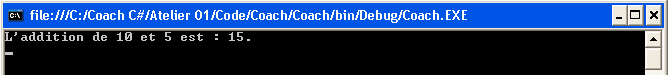 file:///C:/Coach C#/Atelier 01/Code/Coach/Coach/bin/Debug/Coach.EXE
L'addition de 10 et 5 est : 15.